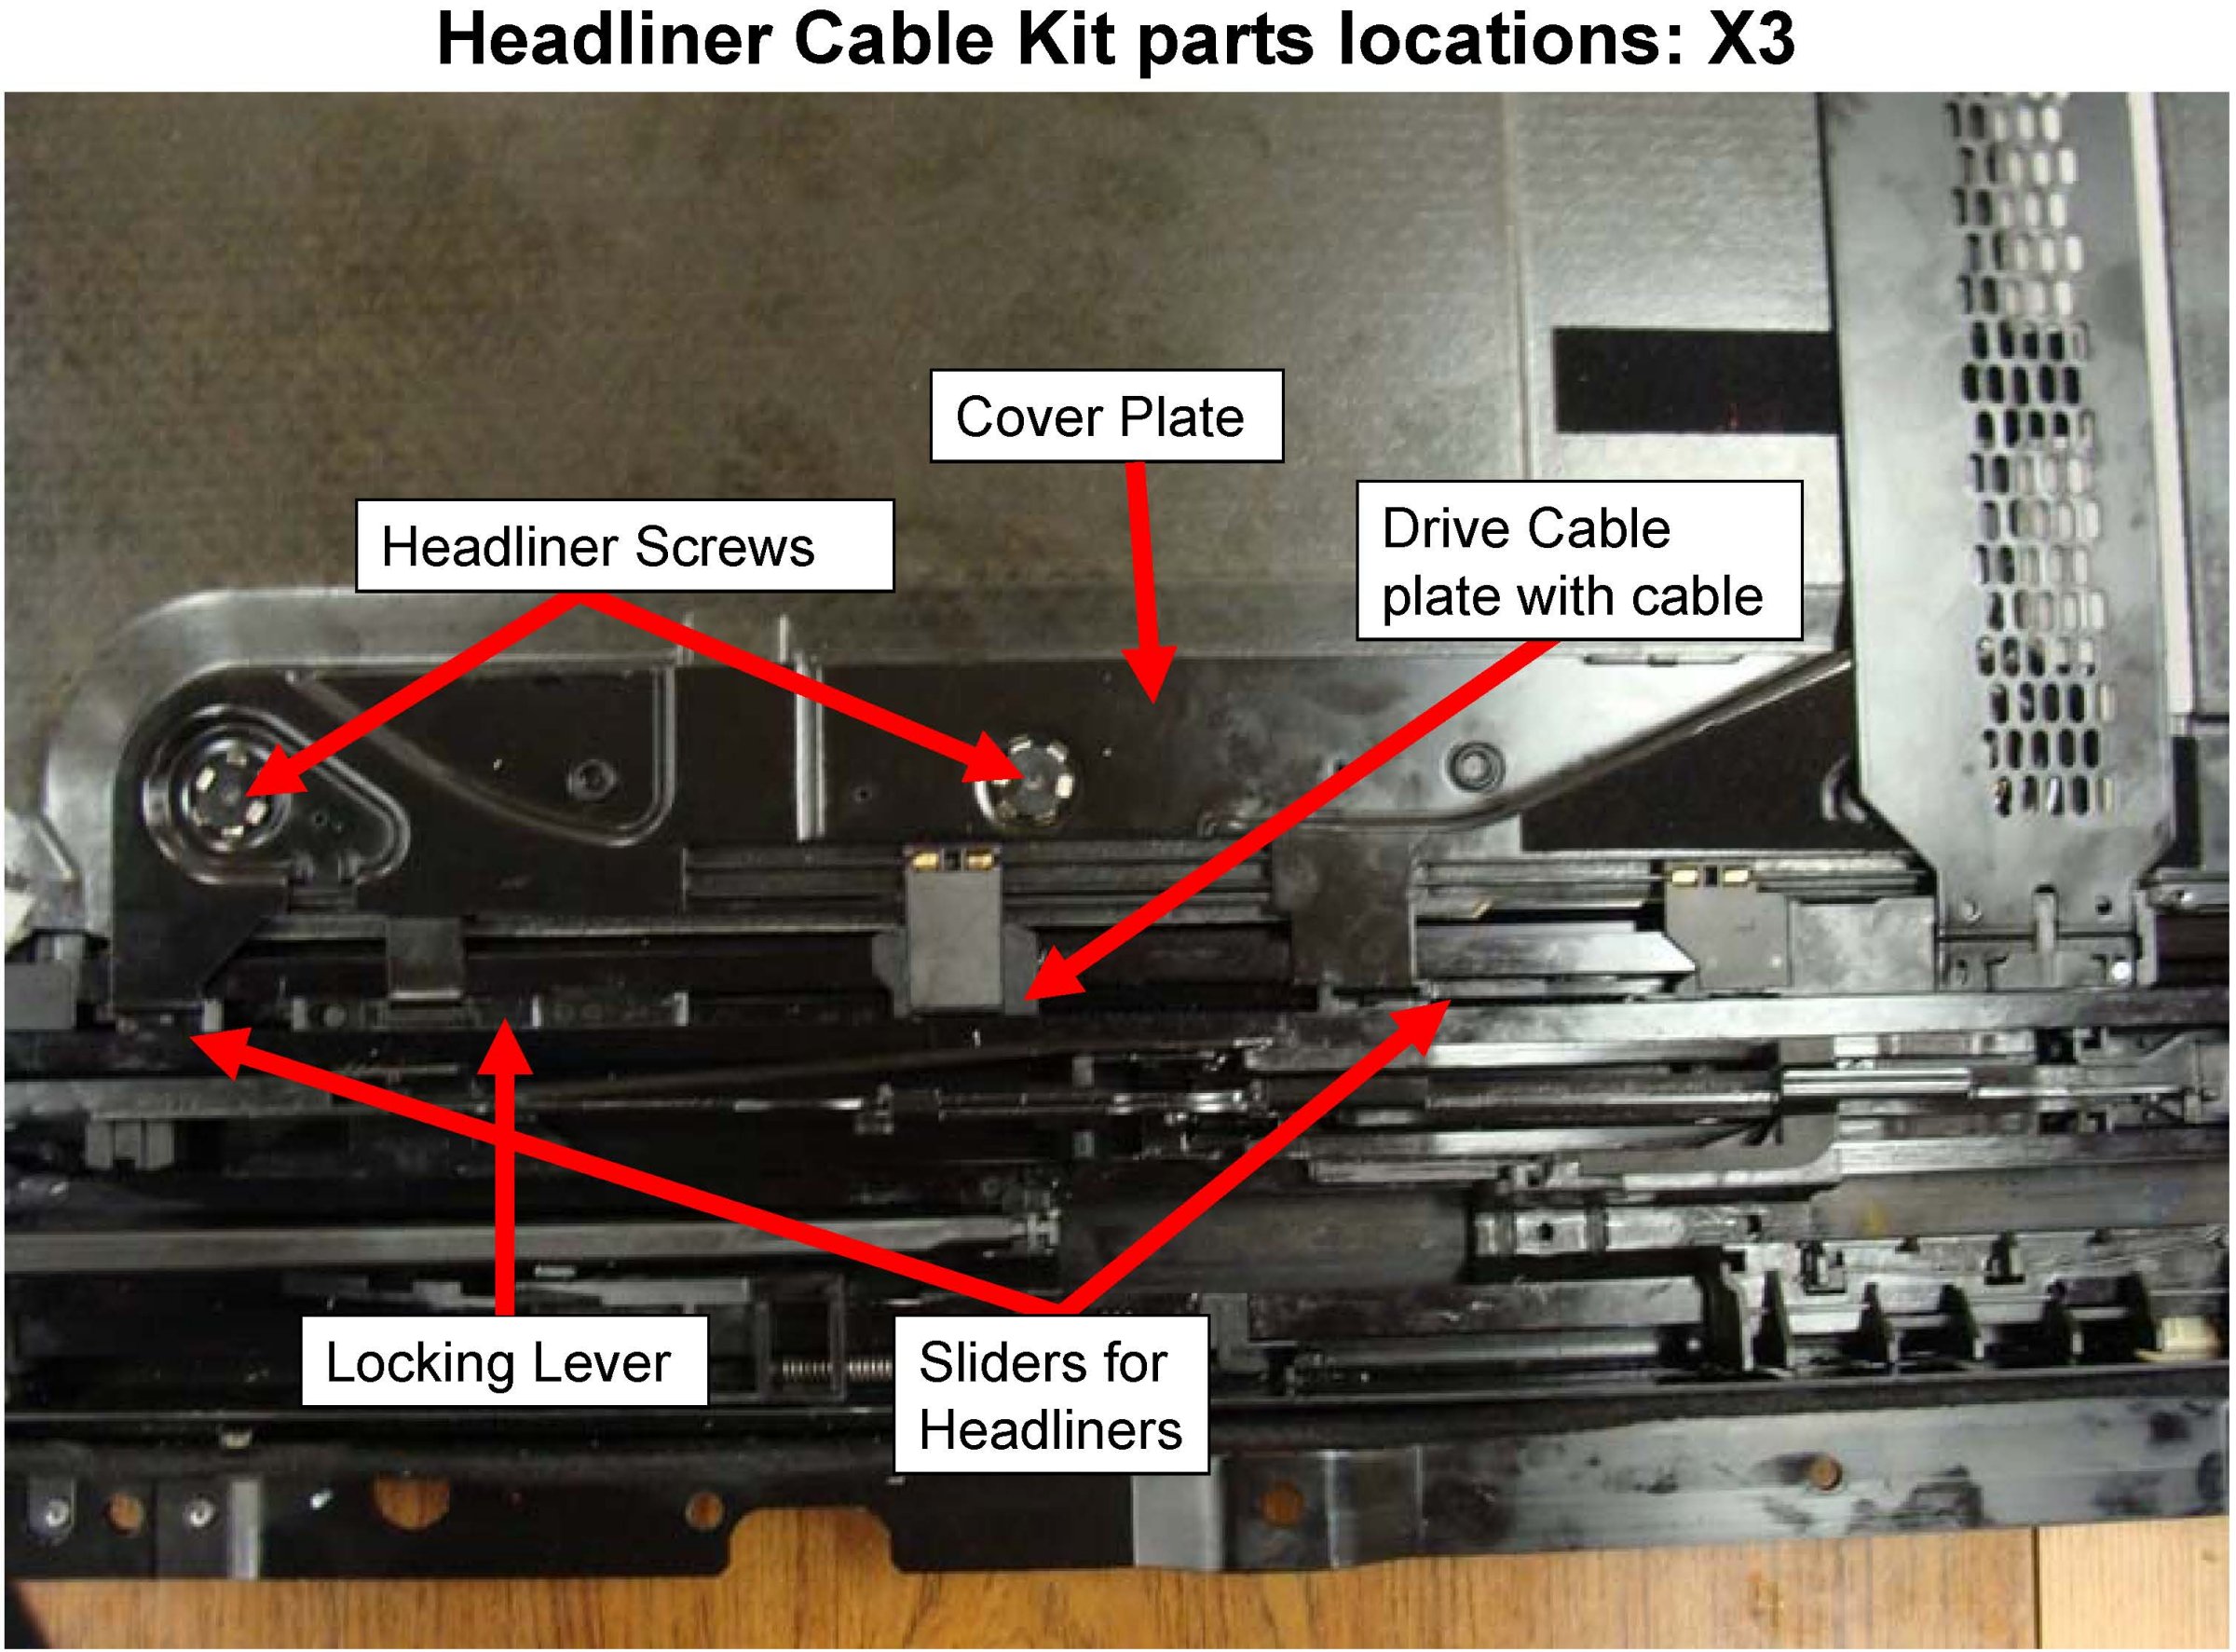 Headliner Cable Kit parts locations: X3
Cover Plate
Drive Cable
plate with cable
Headliner Screws
Locking Lever
Sliders for
Headliners